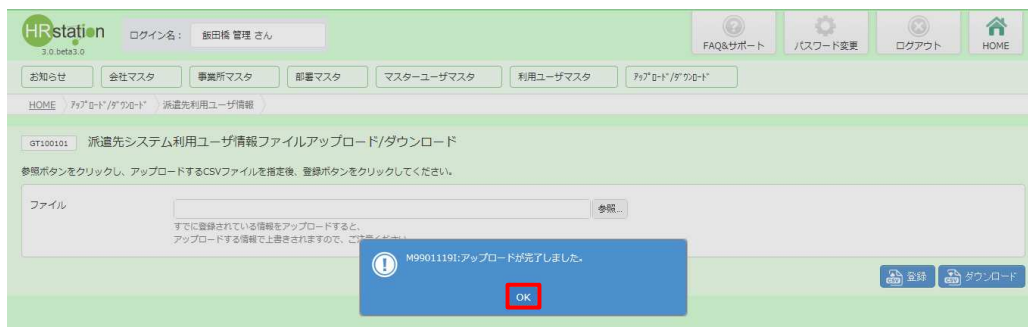 HRstation
3.0.beta3.0
ログイン名： 飯田橋 管理 さん
FAQ&サポート パスワード変更 ログアウト HOME
お知らせ 会社マスタ 事業所マスタ 部署マスタ マスターユーザマスタ 利用ユーザマスタ ｱｯﾌﾟﾛｰﾄﾞ/ﾀﾞｳﾝﾛｰﾄﾞ
HOME ｱｯﾌﾟﾛｰﾄﾞ/ﾀﾞｳﾝﾛｰﾄﾞ 派遣先利用ユーザ情報
GT100101 派遣先システム利用ユーザ情報ファイルアップロード/ダウンロード
参照ボタンをクリックし、アップロードするCSVファイルを指定後、登録ボタンをクリックしてください。
ファイル 参照...
すでに登録されている情報をアップロードすると、
アップロードする情報で上書きされますので、ご注意ください。
M9901119I:アップロードが完了しました。
OK
CSV 登録 CSV ダウンロード